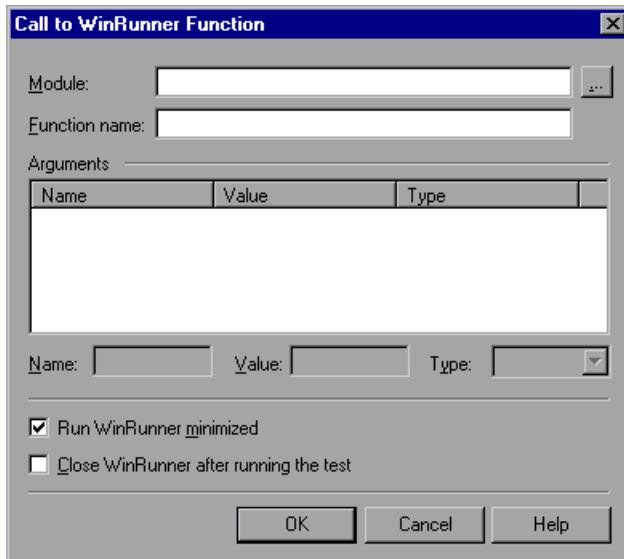 Call to WinRunner Function
Module:
...
Function name:
Arguments
Name Value Type
Name: Value: Type:
Run WinRunner minimized
Close WinRunner after running the test
OK Cancel Help